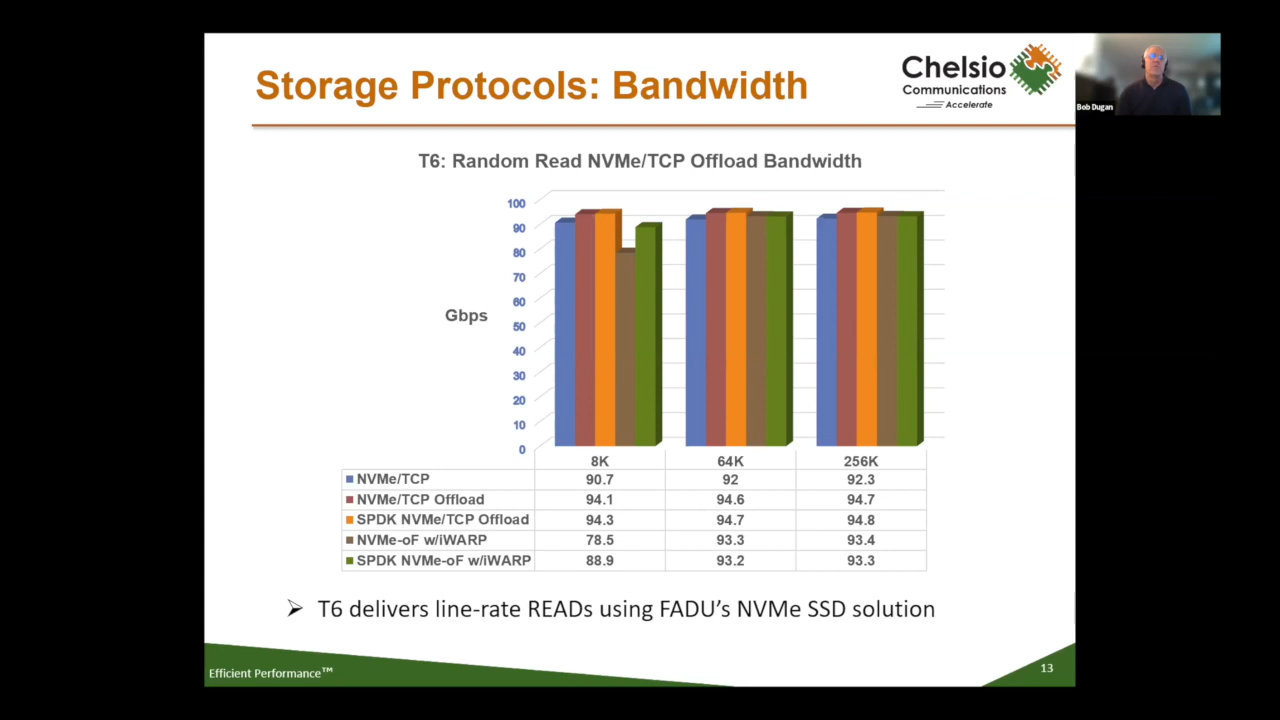 Storage Protocols: Bandwidth
Chelsio
Communications
Accelerate
Bob Dugan
T6: Random Read NVMe/TCP Offload Bandwidth
100
90
80
70
60
50
40
30
20
10
0
Gbps
8K 64K 256K
NVMe/TCP 90.7 92 92.3
NVMe/TCP Offload 94.1 94.6 94.7
SPDK NVMe/TCP Offload 94.3 94.7 94.8
NVMe-oF w/iWARP 78.5 93.3 93.4
SPDK NVMe-oF w/iWARP 88.9 93.2 93.3
➢ T6 delivers line-rate READs using FADU’s NVMe SSD solution
Efficient Performance™
13